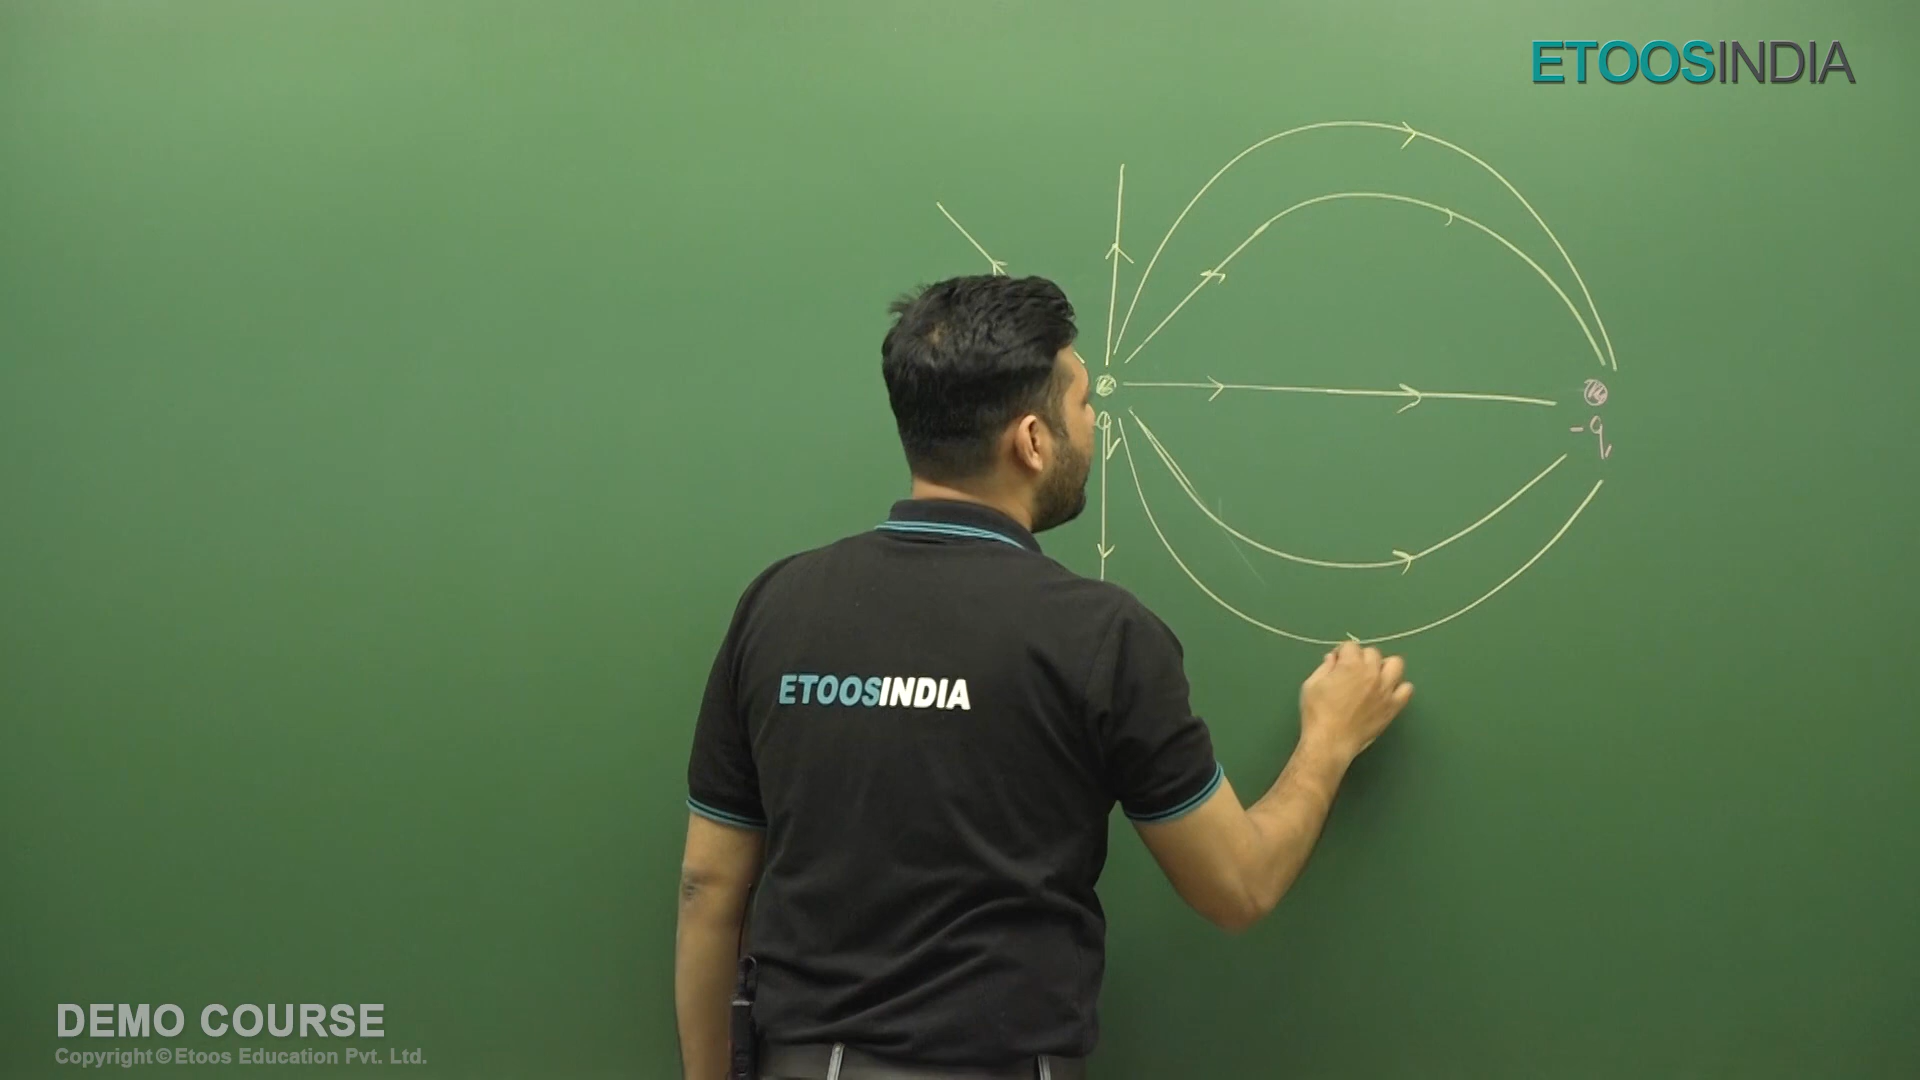 ETOOSINDIA
q
-q
ETOOSINDIA
DEMO COURSE
Copyright©Etoos Education Pvt. Ltd.